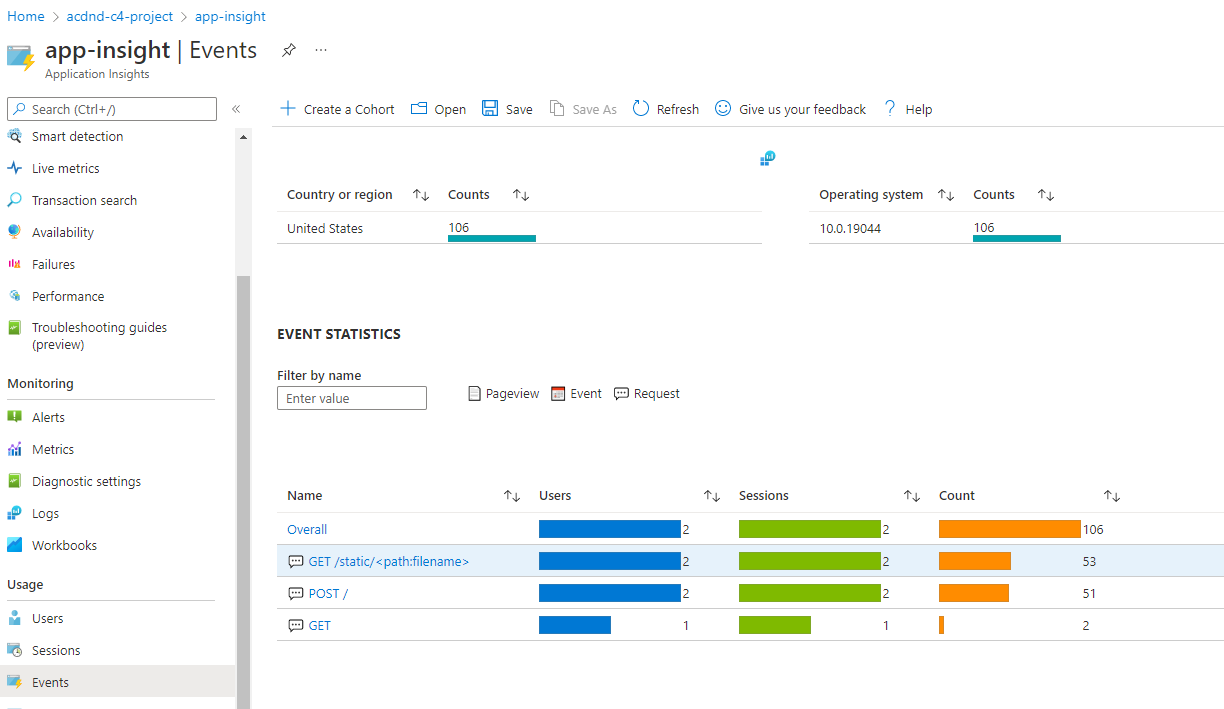 Home > acdnd-c4-project > app-insight
app-insight | Events
Application Insights
Search (Ctrl+/)
Smart detection
Live metrics
Transaction search
Availability
Failures
Performance
Troubleshooting guides
(preview)
Monitoring
Alerts
Metrics
Diagnostic settings
Logs
Workbooks
Usage
Users
Sessions
Events
Create a Cohort Open Save Save As Refresh Give us your feedback ? Help
Country or region Counts
United States 106
Operating system Counts
10.0.19044 106
EVENT STATISTICS
Filter by name
Enter value
Pageview Event Request
Name Users Sessions Count
Overall 2 2 106
GET /static/<path:filename> 2 2 53
POST / 2 2 51
GET 1 1 2